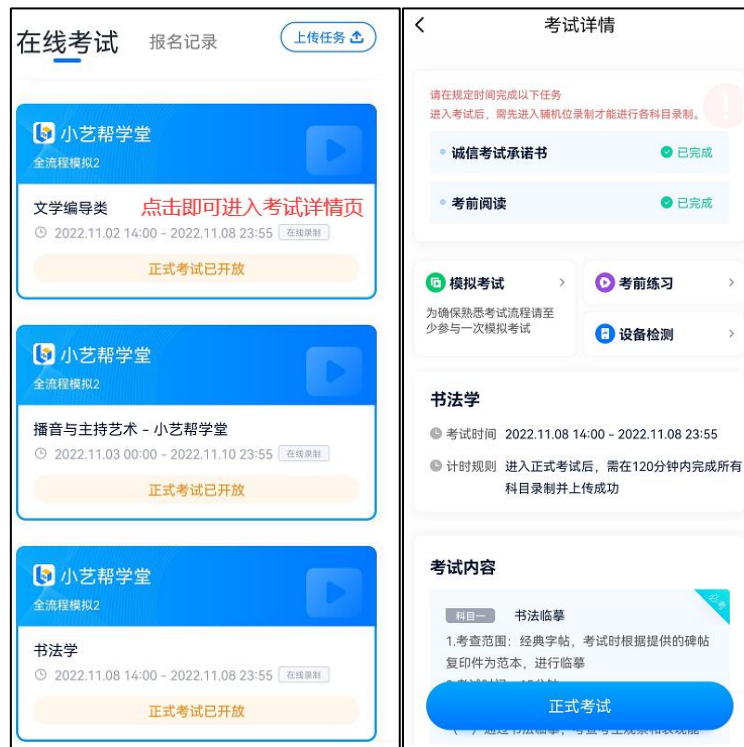 在线考试
报名记录
上传任务
小艺帮学堂
全流程模拟2
文学编导类
点击即可进入考试详情页
2022.11.02 14:00 - 2022.11.08 23:55 在线录制
正式考试已开放
小艺帮学堂
全流程模拟2
播音与主持艺术 - 小艺帮学堂
2022.11.03 00:00 - 2022.11.10 23:55 在线录制
正式考试已开放
小艺帮学堂
全流程模拟2
书法学
2022.11.08 14:00 - 2022.11.08 23:55 在线录制
正式考试已开放
考试详情
请在规定时间完成以下任务
进入考试后，需先进入辅机位录制才能进行各科目录制。
诚信考试承诺书 已完成
考前阅读 已完成
模拟考试
为确保熟悉考试流程请至
少参与一次模拟考试
考前练习
设备检测
书法学
考试时间 2022.11.08 14:00 - 2022.11.08 23:55
计时规则 进入正式考试后，需在120分钟内完成所有
科目录制并上传成功
考试内容
必考
科目一 书法临摹
1.考查范围：经典字帖，考试时根据提供的碑帖
复印件为范本，进行临摹
正式考试